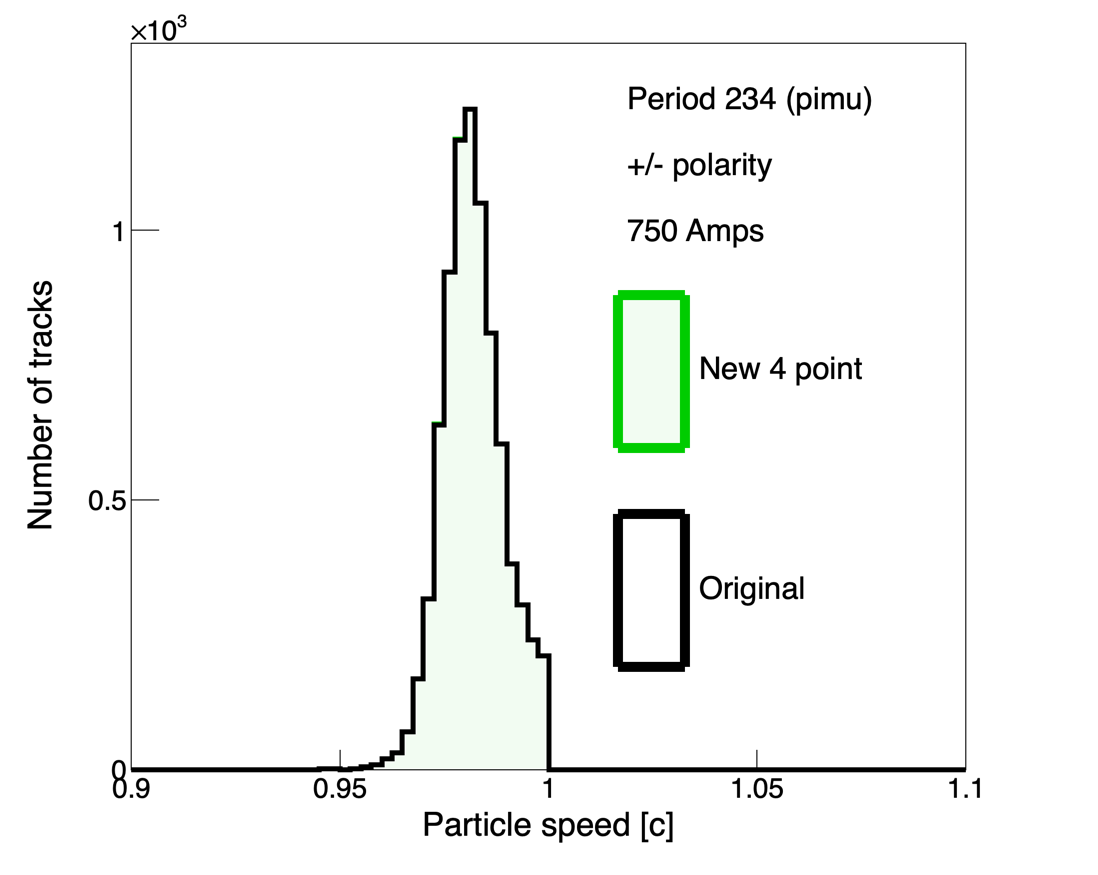 ×10³
Period 234 (pimu)
+/- polarity
750 Amps
1
New 4 point
0.5
Original
0
0.9 0.95 1 1.05 1.1
Particle speed [c]
Number of tracks